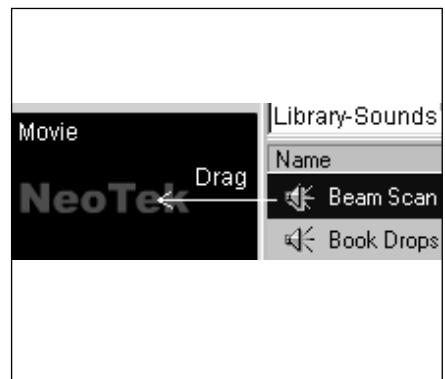 Movie
NeoTek
Drag
Library-Sounds
Name
Beam Scan
Book Drops